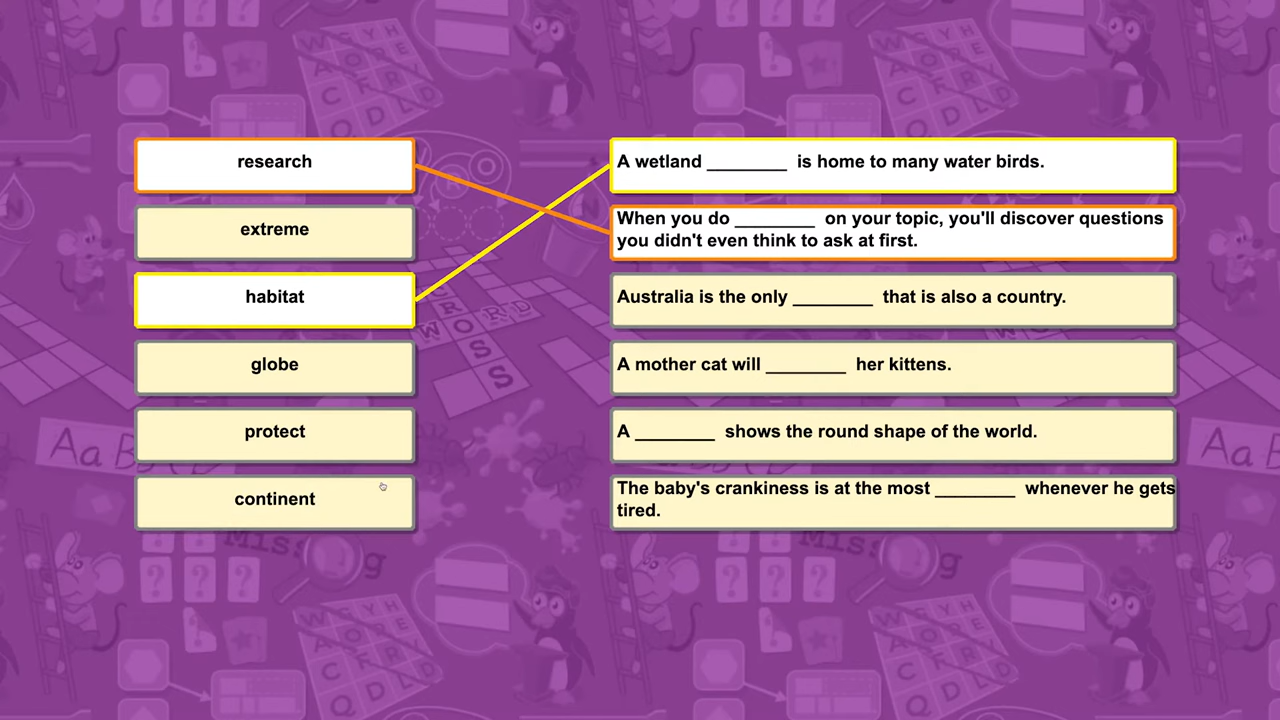 research
extreme
habitat
globe
protect
continent
A wetland ________ is home to many water birds.
When you do ________ on your topic, you'll discover questions
you didn't even think to ask at first.
Australia is the only ________ that is also a country.
A mother cat will ________ her kittens.
A ________ shows the round shape of the world.
The baby's crankiness is at the most ________ whenever he gets
tired.